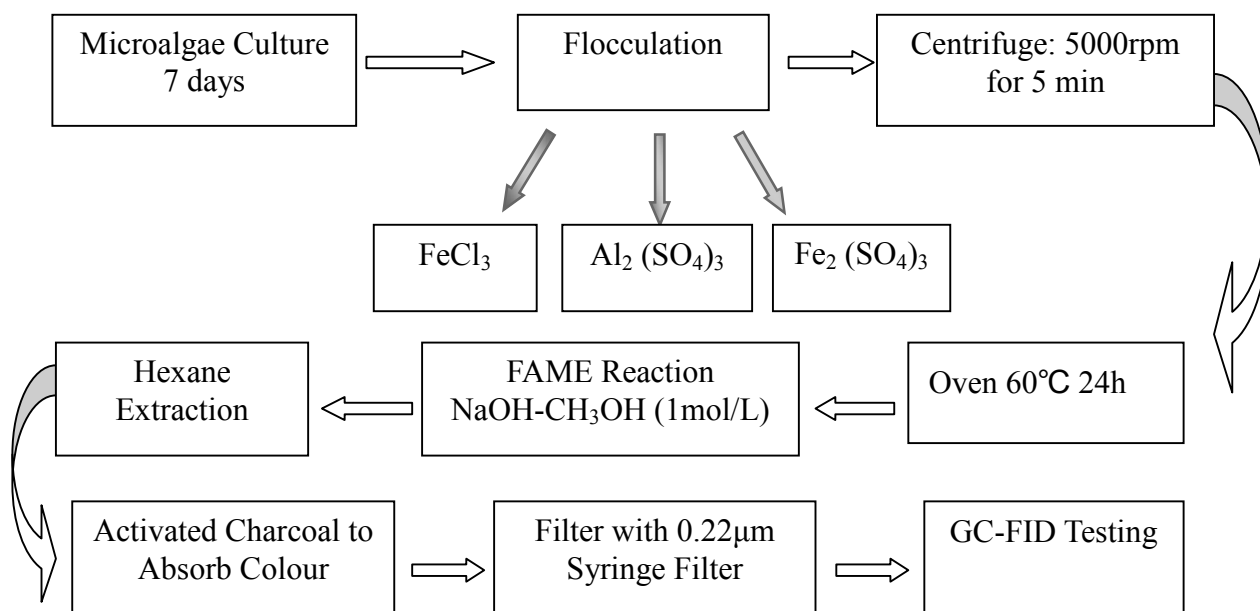 Microalgae Culture
7 days
Flocculation
Centrifuge: 5000rpm
for 5 min
FeCl₃
Al₂ (SO₄)₃
Fe₂ (SO₄)₃
Oven 60℃ 24h
FAME Reaction
NaOH-CH₃OH (1mol/L)
Hexane
Extraction
Activated Charcoal to
Absorb Colour
Filter with 0.22μm
Syringe Filter
GC-FID Testing